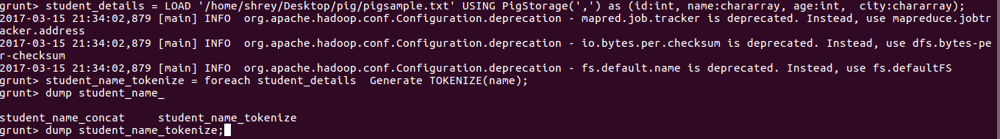 grunt> student_details = LOAD '/home/shrey/Desktop/pig/pigsample.txt' USING PigStorage(',') as (id:int, name:chararray, age:int,  city:chararray);
2017-03-15 21:34:02,879 [main] INFO  org.apache.hadoop.conf.Configuration.deprecation - mapred.job.tracker is deprecated. Instead, use mapreduce.jobtr
acker.address
2017-03-15 21:34:02,879 [main] INFO  org.apache.hadoop.conf.Configuration.deprecation - io.bytes.per.checksum is deprecated. Instead, use dfs.bytes-pe
r-checksum
2017-03-15 21:34:02,879 [main] INFO  org.apache.hadoop.conf.Configuration.deprecation - fs.default.name is deprecated. Instead, use fs.defaultFS
grunt> student_name_tokenize = foreach student_details  Generate TOKENIZE(name);
grunt> dump student_name_
student_name_concat     student_name_tokenize
grunt> dump student_name_tokenize;